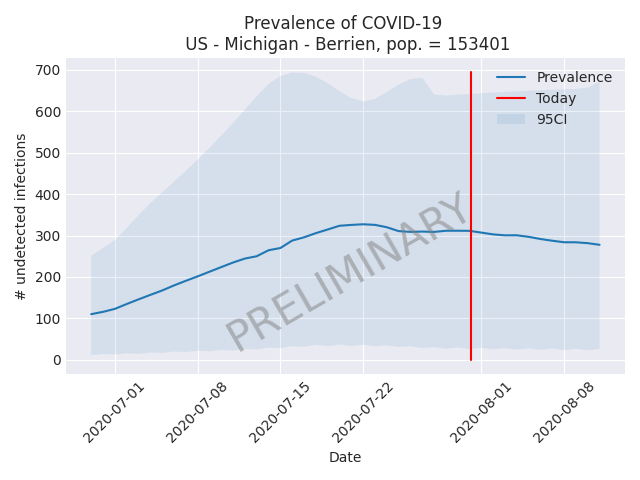 Prevalence of COVID-19
US - Michigan - Berrien, pop. = 153401
700
600
500
400
300
200
100
0
# undetected infections
Prevalence
Today
95CI
PRELIMINARY
2020-07-01
2020-07-08
2020-07-15
2020-07-22
2020-08-01
2020-08-08
Date